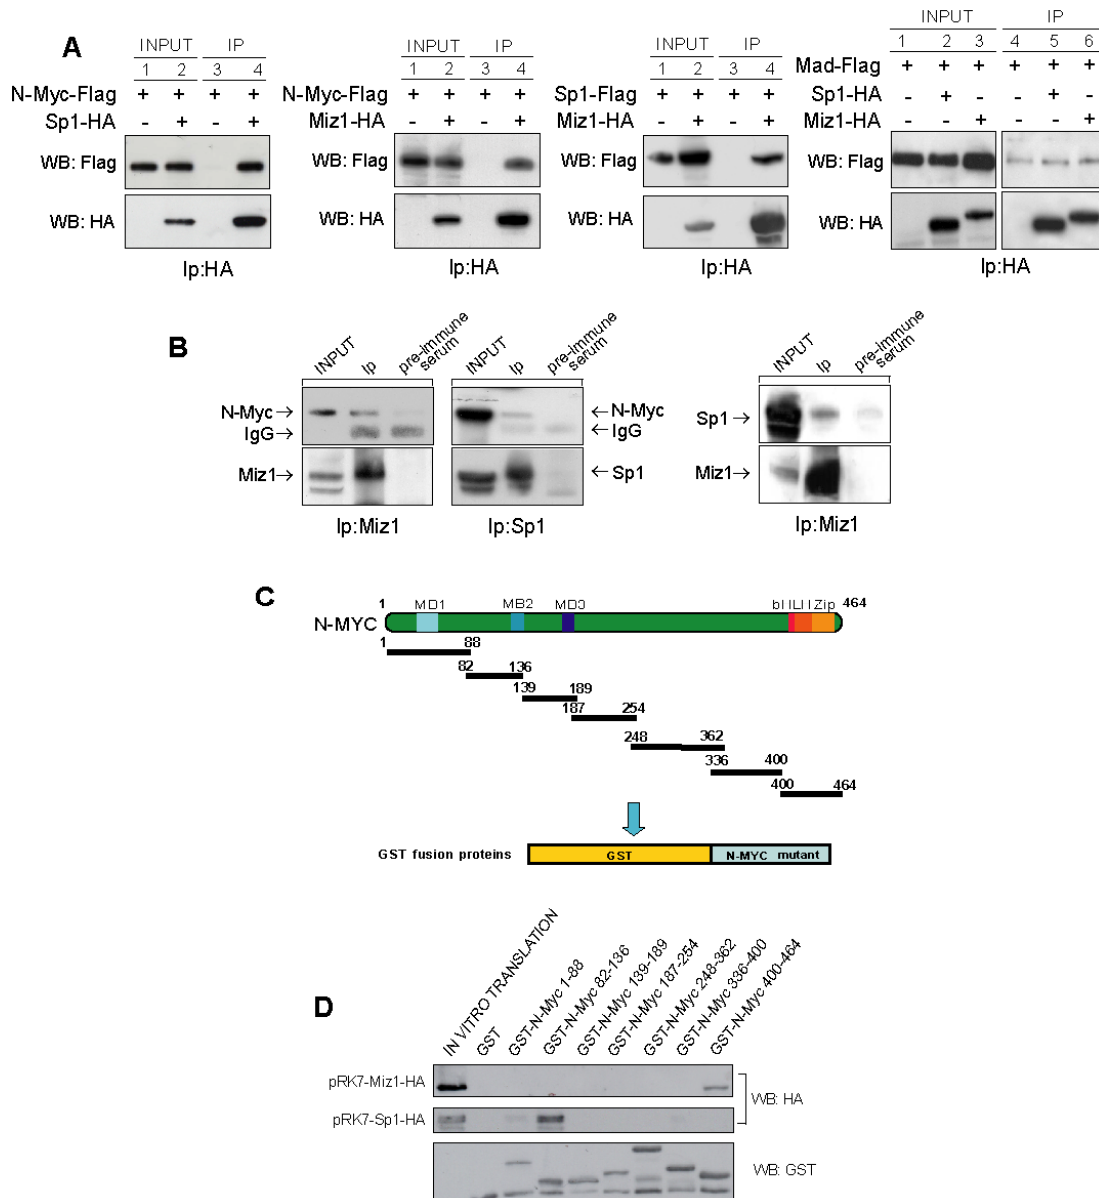 A
INPUT IP
1 2 3 4
N-Myc-Flag + + + +
Sp1-HA - + - +
WB: Flag
WB: HA
Ip:HA
INPUT IP
1 2 3 4
N-Myc-Flag + + + +
Miz1-HA - + - +
WB: Flag
WB: HA
Ip:HA
INPUT IP
1 2 3 4
Sp1-Flag + + + +
Miz1-HA - + - +
WB: Flag
WB: HA
Ip:HA
INPUT IP
1 2 3 4 5 6
Mad-Flag + + + + + +
Sp1-HA - + - - + -
Miz1-HA - - + - - +
WB: Flag
WB: HA
Ip:HA
B
INPUT Ip pre-immune serum
N-Myc→
IgG→
Miz1→
Ip:Miz1
INPUT Ip pre-immune serum
←N-Myc
←IgG
←Sp1
Ip:Sp1
INPUT Ip pre-immune serum
Sp1→
Miz1→
Ip:Miz1
C
1 MD1 MB2 MD3 bHLHZip 464
N-MYC
1 88
82 136
139 189
187 254
248 362
336 400
400 464
GST fusion proteins GST N-MYC mutant
D
IN VITRO TRANSLATION
GST
GST-N-Myc 1-88
GST-N-Myc 82-136
GST-N-Myc 139-189
GST-N-Myc 187-254
GST-N-Myc 248-362
GST-N-Myc 336-400
GST-N-Myc 400-464
pRK7-Miz1-HA
pRK7-Sp1-HA
WB: HA
WB: GST